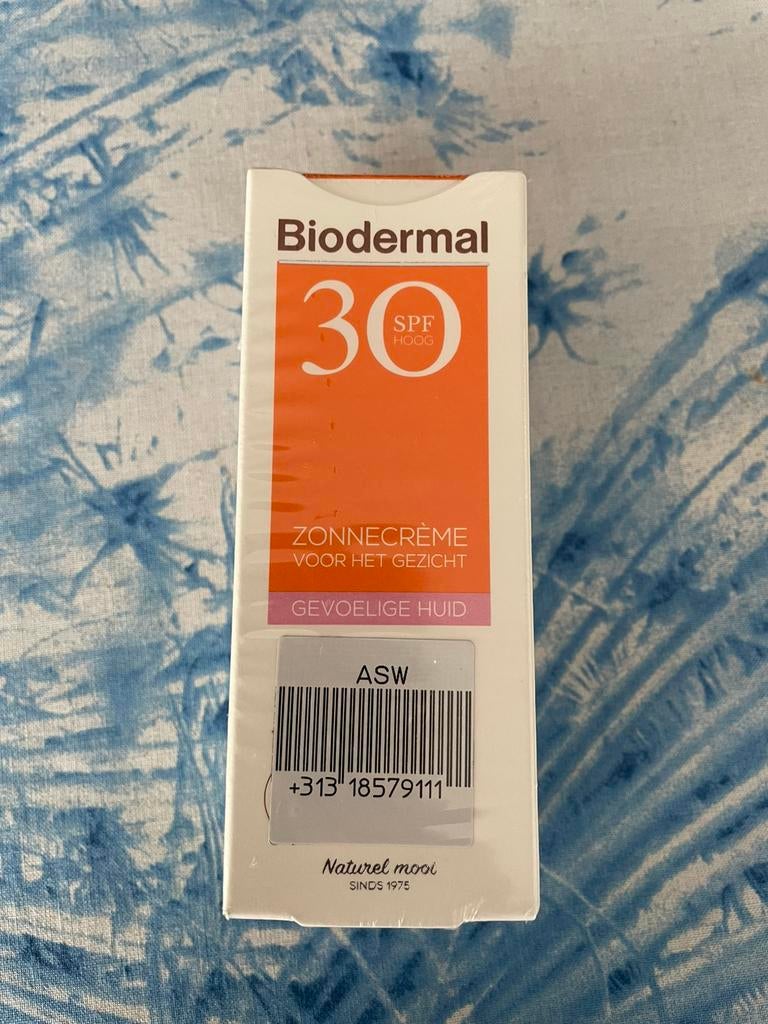 Biodermal
30
SPF
HOOG
ZONNECRÈME
VOOR HET GEZICHT
GEVOELIGE HUID
ASW
+313 18579111
Naturel mooi
SINDS 1975